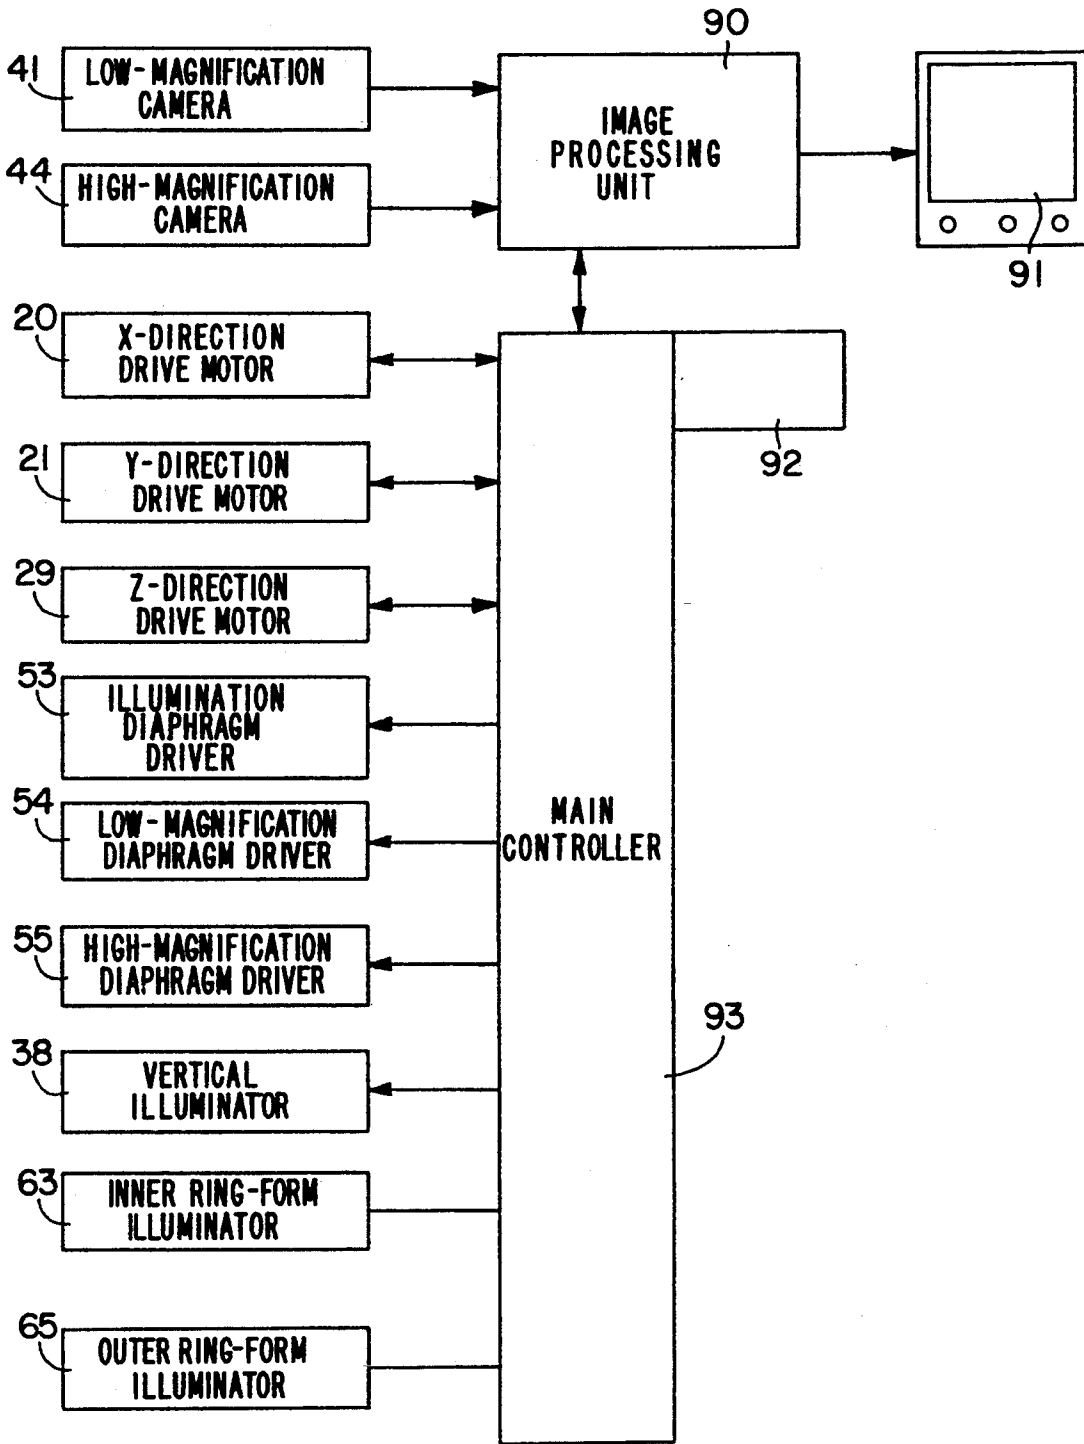 90
41
LOW-MAGNIFICATION
CAMERA
IMAGE
PROCESSING
UNIT
44
HIGH-MAGNIFICATION
CAMERA
91
20
X-DIRECTION
DRIVE MOTOR
92
21
Y-DIRECTION
DRIVE MOTOR
29
Z-DIRECTION
DRIVE MOTOR
53
ILLUMINATION
DIAPHRAGM
DRIVER
54
LOW-MAGNIFICATION
DIAPHRAGM DRIVER
MAIN
CONTROLLER
55
HIGH-MAGNIFICATION
DIAPHRAGM DRIVER
93
38
VERTICAL
ILLUMINATOR
63
INNER RING-FORM
ILLUMINATOR
65
OUTER RING-FORM
ILLUMINATOR